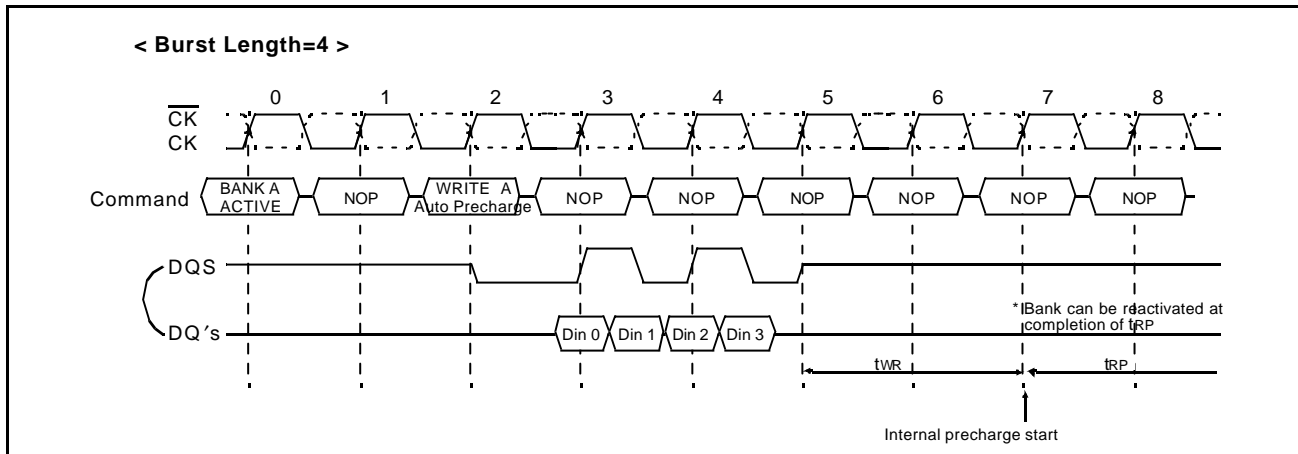 < Burst Length=4 >
0 1 2 3 4 5 6 7 8
CK
CK
Command
BANK A
ACTIVE
NOP
WRITE A
Auto Precharge
NOP
NOP
NOP
NOP
NOP
NOP
DQS
* Bank can be reactivated at
completion of tRP
DQ's
Din 0 Din 1 Din 2 Din 3
tWR
tRP
Internal precharge start